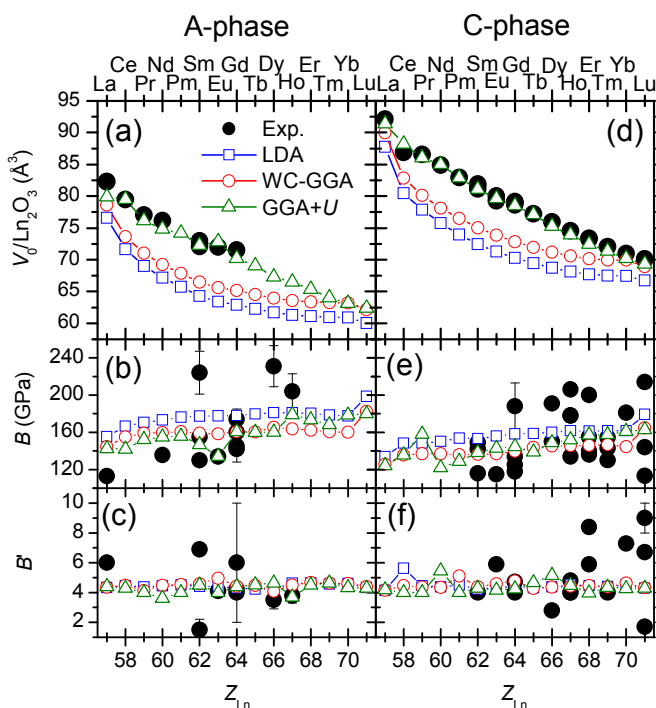 A-phase C-phase
Ce Nd Sm Gd Dy Er Yb Ce Nd Sm Gd Dy Er Yb
La Pr Pm Eu Tb Ho Tm Lu La Pr Pm Eu Tb Ho Tm Lu
95
90
85
80
75
70
65
60
V₀/Ln₂O₃ (Å³)
(a)
Exp.
LDA
WC-GGA
GGA+U
(d)
240
200
160
120
B (GPa)
(b)
(e)
10
8
6
4
2
0
B'
(c)
(f)
58 60 62 64 66 68 70 58 60 62 64 66 68 70
Z_Ln Z_Ln